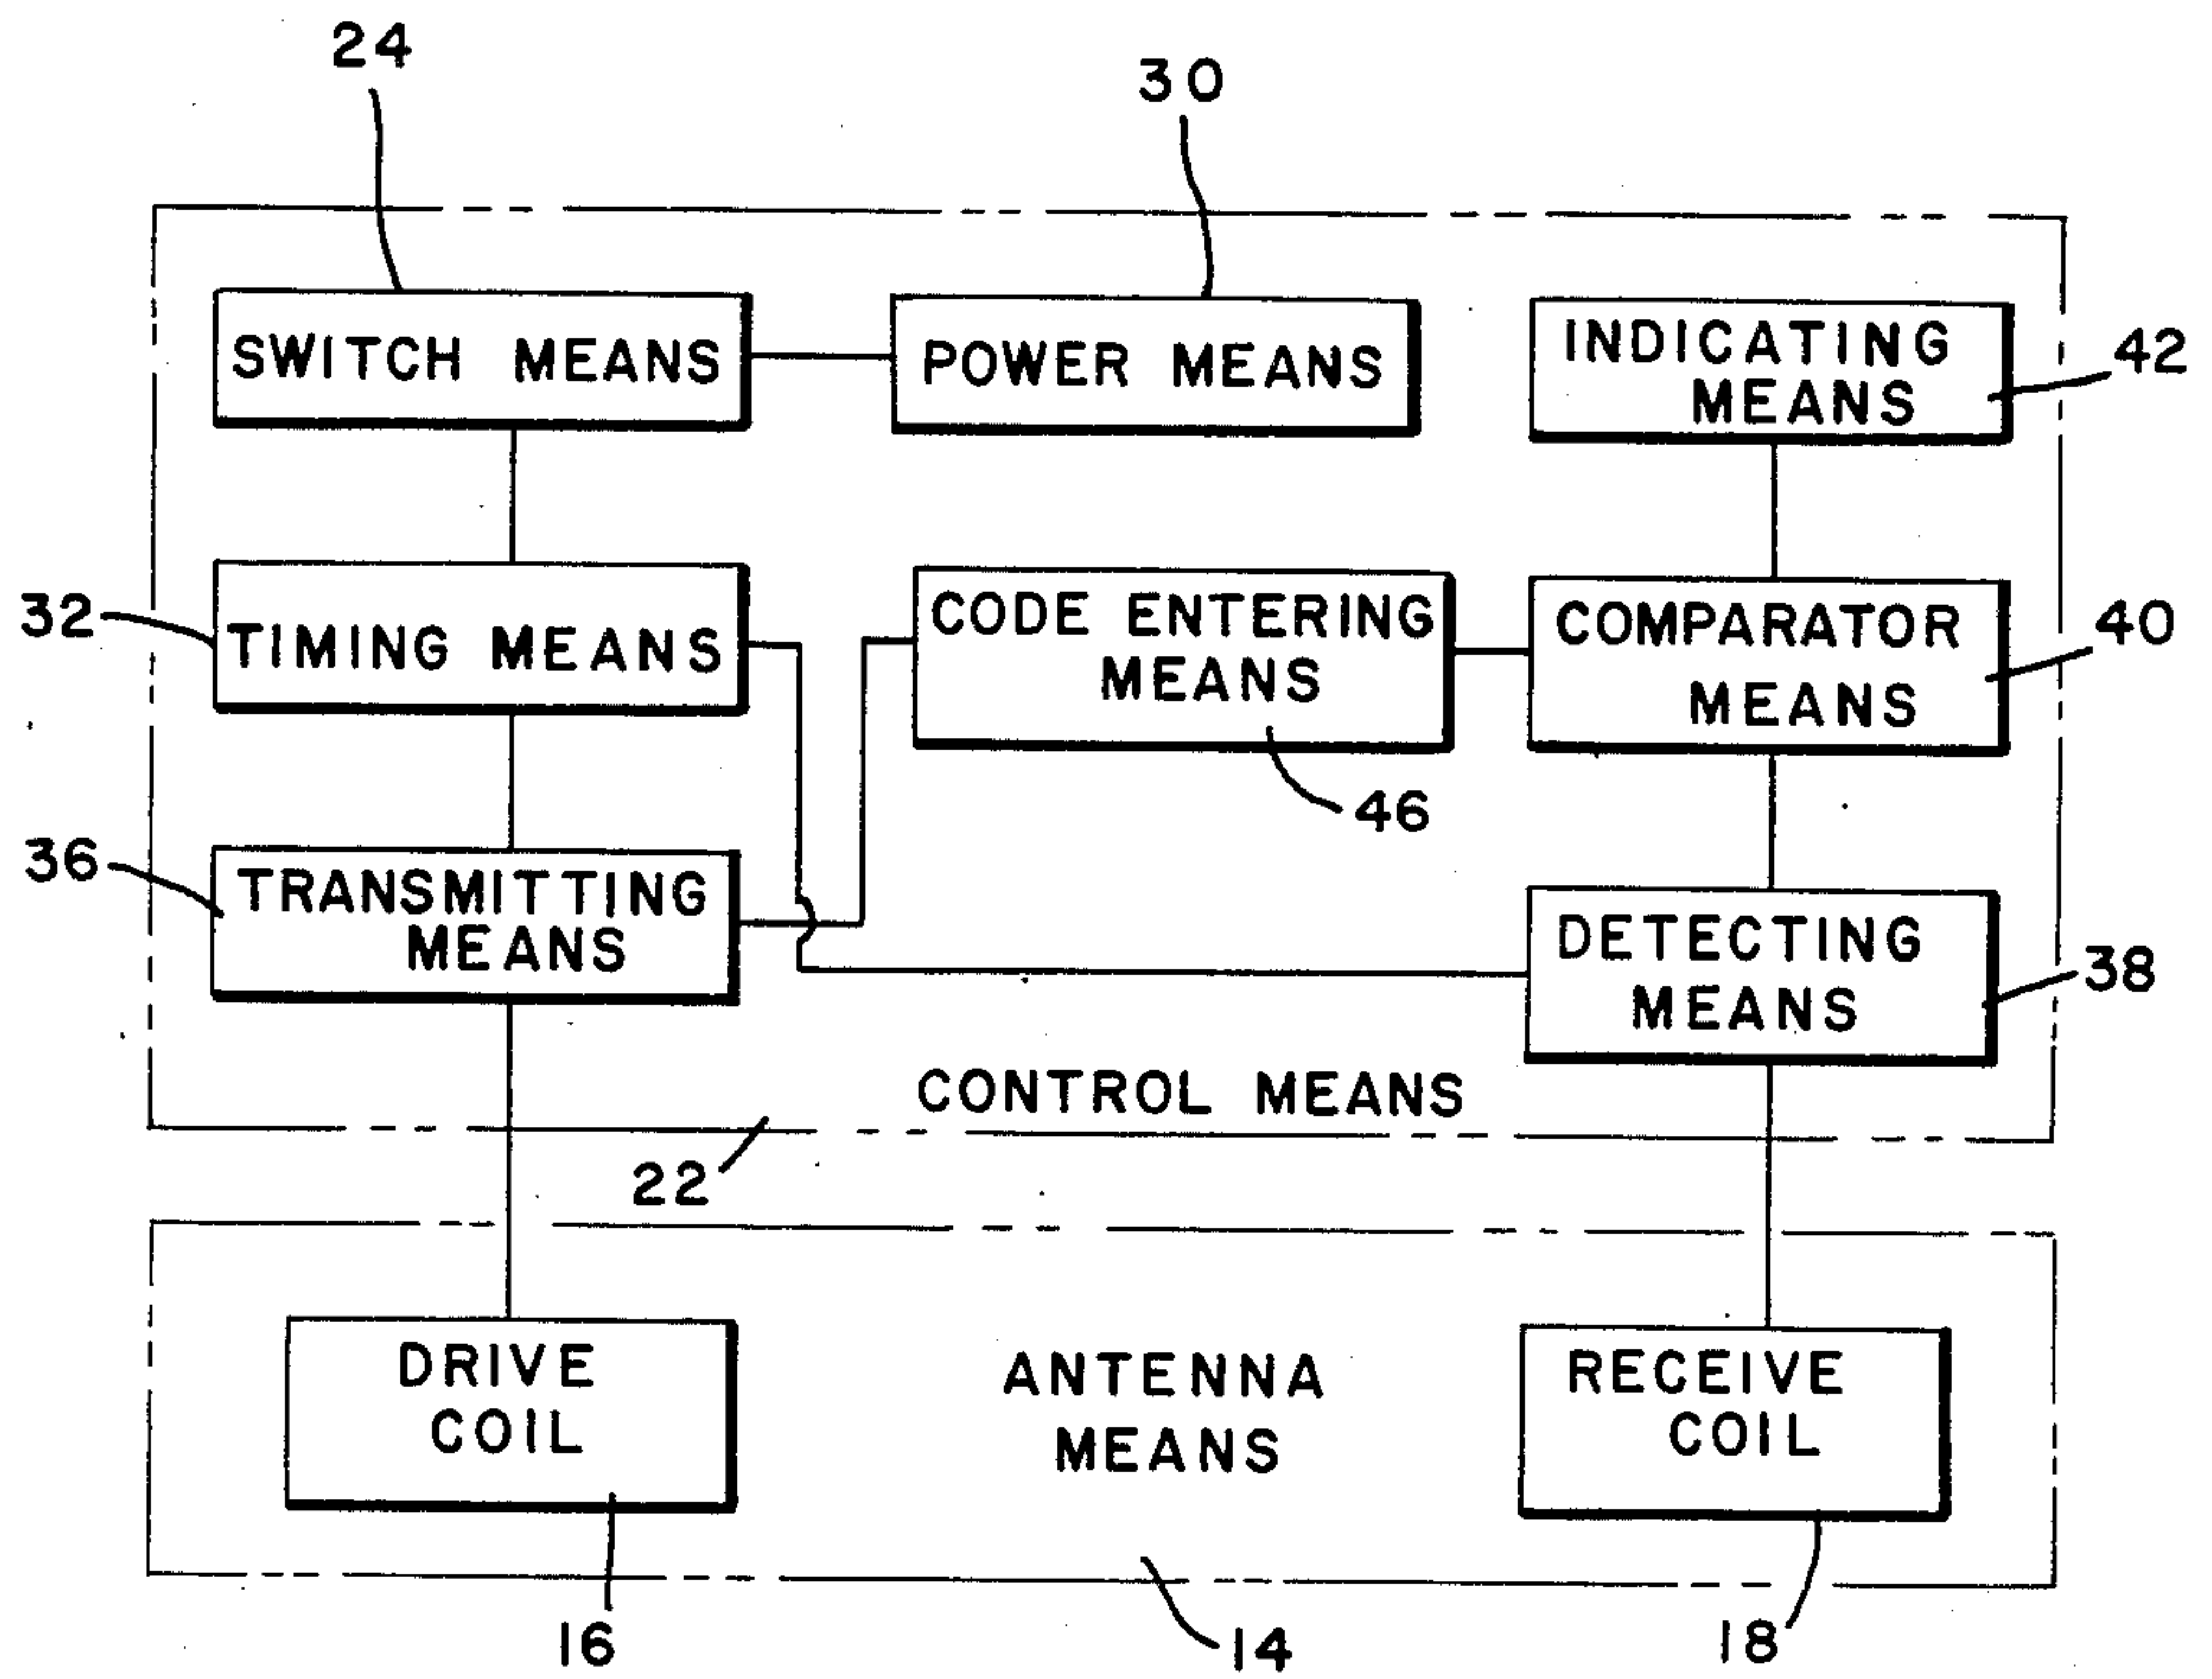 24
30
SWITCH MEANS
POWER MEANS
INDICATING
MEANS
42
32
TIMING MEANS
CODE ENTERING
MEANS
COMPARATOR
MEANS
40
46
36
TRANSMITTING
MEANS
DETECTING
MEANS
38
CONTROL MEANS
22
DRIVE
COIL
ANTENNA
MEANS
RECEIVE
COIL
16
14
18